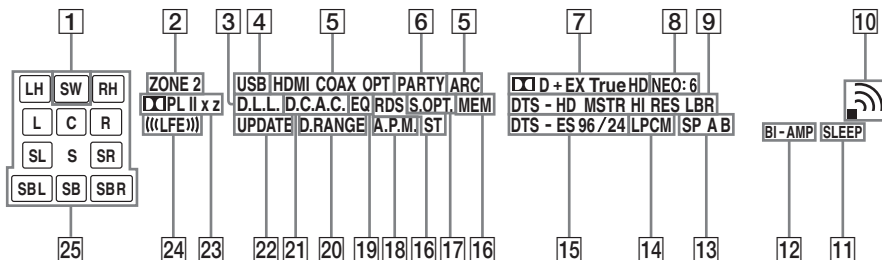 1 2 3 4 5 6 5 7 8 9 10
LH SW RH ZONE 2 USB HDMI COAX OPT PARTY ARC D + EX True HD NEO: 6
PL II x z D.L.L. D.C.A.C. EQ RDS S.OPT. MEM DTS - HD MSTR HI RES LBR
L C R (((LFE))) UPDATE D.RANGE A.P.M. ST DTS - ES 96/24 LPCM SP A B BI - AMP SLEEP
SL S SR
SBL SB SBR
25 24 23 22 21 20 19 18 16 17 16 15 14 13 12 11